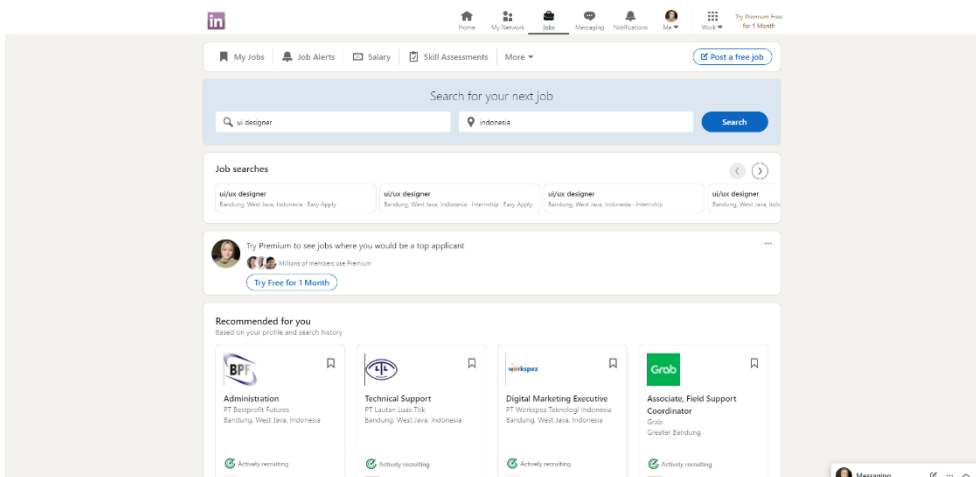 in
Home My Network Jobs Messaging Notifications Me Work Try Premium Free
for 1 Month
My Jobs Job Alerts Salary Skill Assessments More Post a free job
Search for your next job
ui designer indonesia Search
Job searches
ui/ux designer ui/ux designer ui/ux designer ui/ux designer
Bandung, West Java, Indonesia · Easy Apply Bandung, West Java, Indonesia · Internship · Easy Apply Bandung, West Java, Indonesia · Internship Bandung, West Java, Indo
Try Premium to see jobs where you would be a top applicant
Millions of members use Premium
Try Free for 1 Month
Recommended for you
Based on your profile and search history
BPF LTL workspez Grab
Administration Technical Support Digital Marketing Executive Associate, Field Support
Coordinator
PT Bestprofit Futures PT Lautan Luas Tbk PT Workspez Teknologi Indonesia Grab
Bandung, West Java, Indonesia Bandung, West Java, Indonesia Bandung, West Java, Indonesia Greater Bandung
Actively recruiting Actively recruiting Actively recruiting Actively recruiting
Messaging